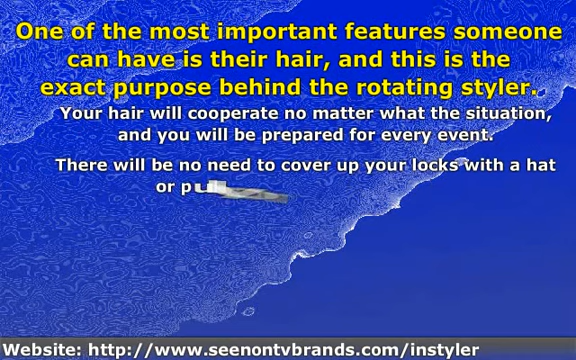 One of the most important features someone
can have is their hair, and this is the
exact purpose behind the rotating styler.
Your hair will cooperate no matter what the situation,
and you will be prepared for every event.
There will be no need to cover up your locks with a hat
or pu
Website: http://www.seenontvbrands.com/instyler